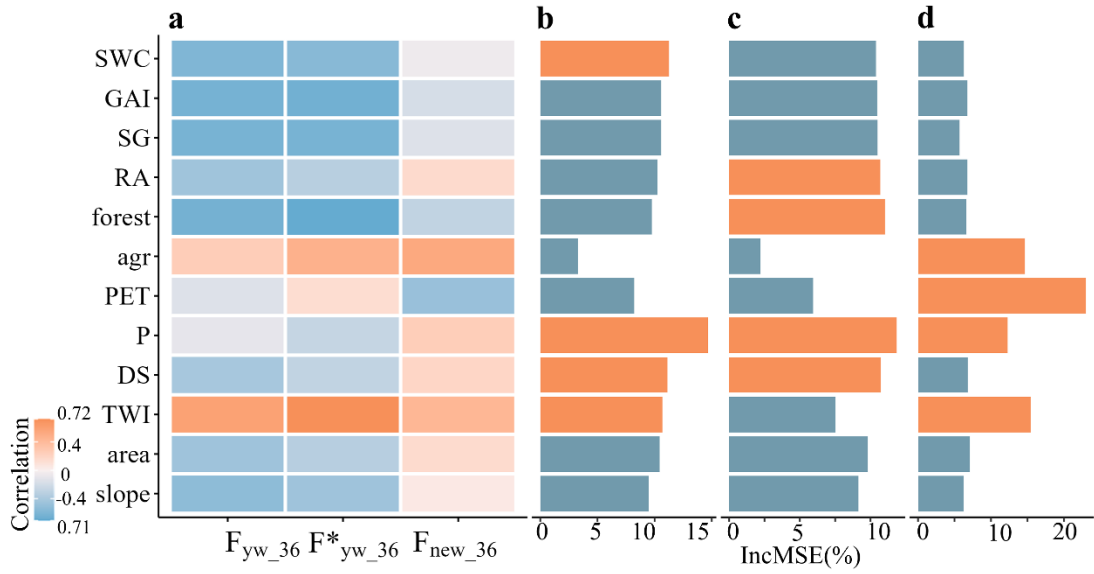 a b c d
SWC
GAI
SG
RA
forest
agr
PET
P
DS
TWI
area
slope
Correlation
0.72
0.4
0
-0.4
0.71
F_yw_36 F*_yw_36 F_new_36
0 5 10 15
0 5 10
0 10 20
IncMSE(%)